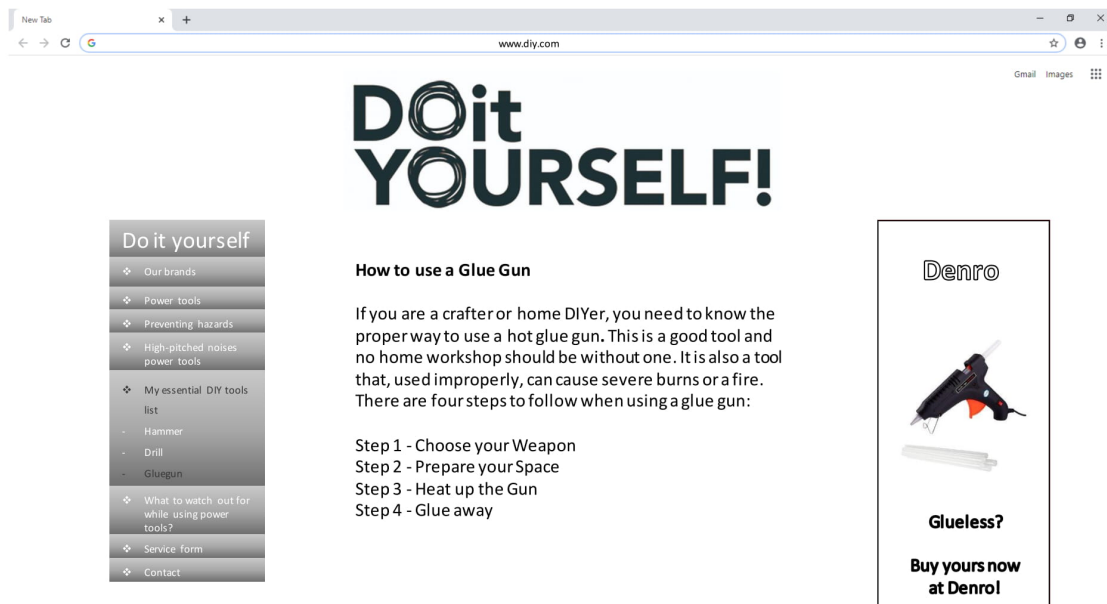 New Tab
www.diy.com
Gmail Images
DOit
YOURSELF!
Do it yourself
❖ Our brands
❖ Power tools
❖ Preventing hazards
❖ High-pitched noises
power tools
❖ My essential DIY tools
list
- Hammer
- Drill
- Gluegun
❖ What to watch out for
while using power
tools?
❖ Service form
❖ Contact
How to use a Glue Gun
If you are a crafter or home DIYer, you need to know the
proper way to use a hot glue gun. This is a good tool and
no home workshop should be without one. It is also a tool
that, used improperly, can cause severe burns or a fire.
There are four steps to follow when using a glue gun:
Step 1 - Choose your Weapon
Step 2 - Prepare your Space
Step 3 - Heat up the Gun
Step 4 - Glue away
Denro
Glueless?
Buy yours now
at Denro!